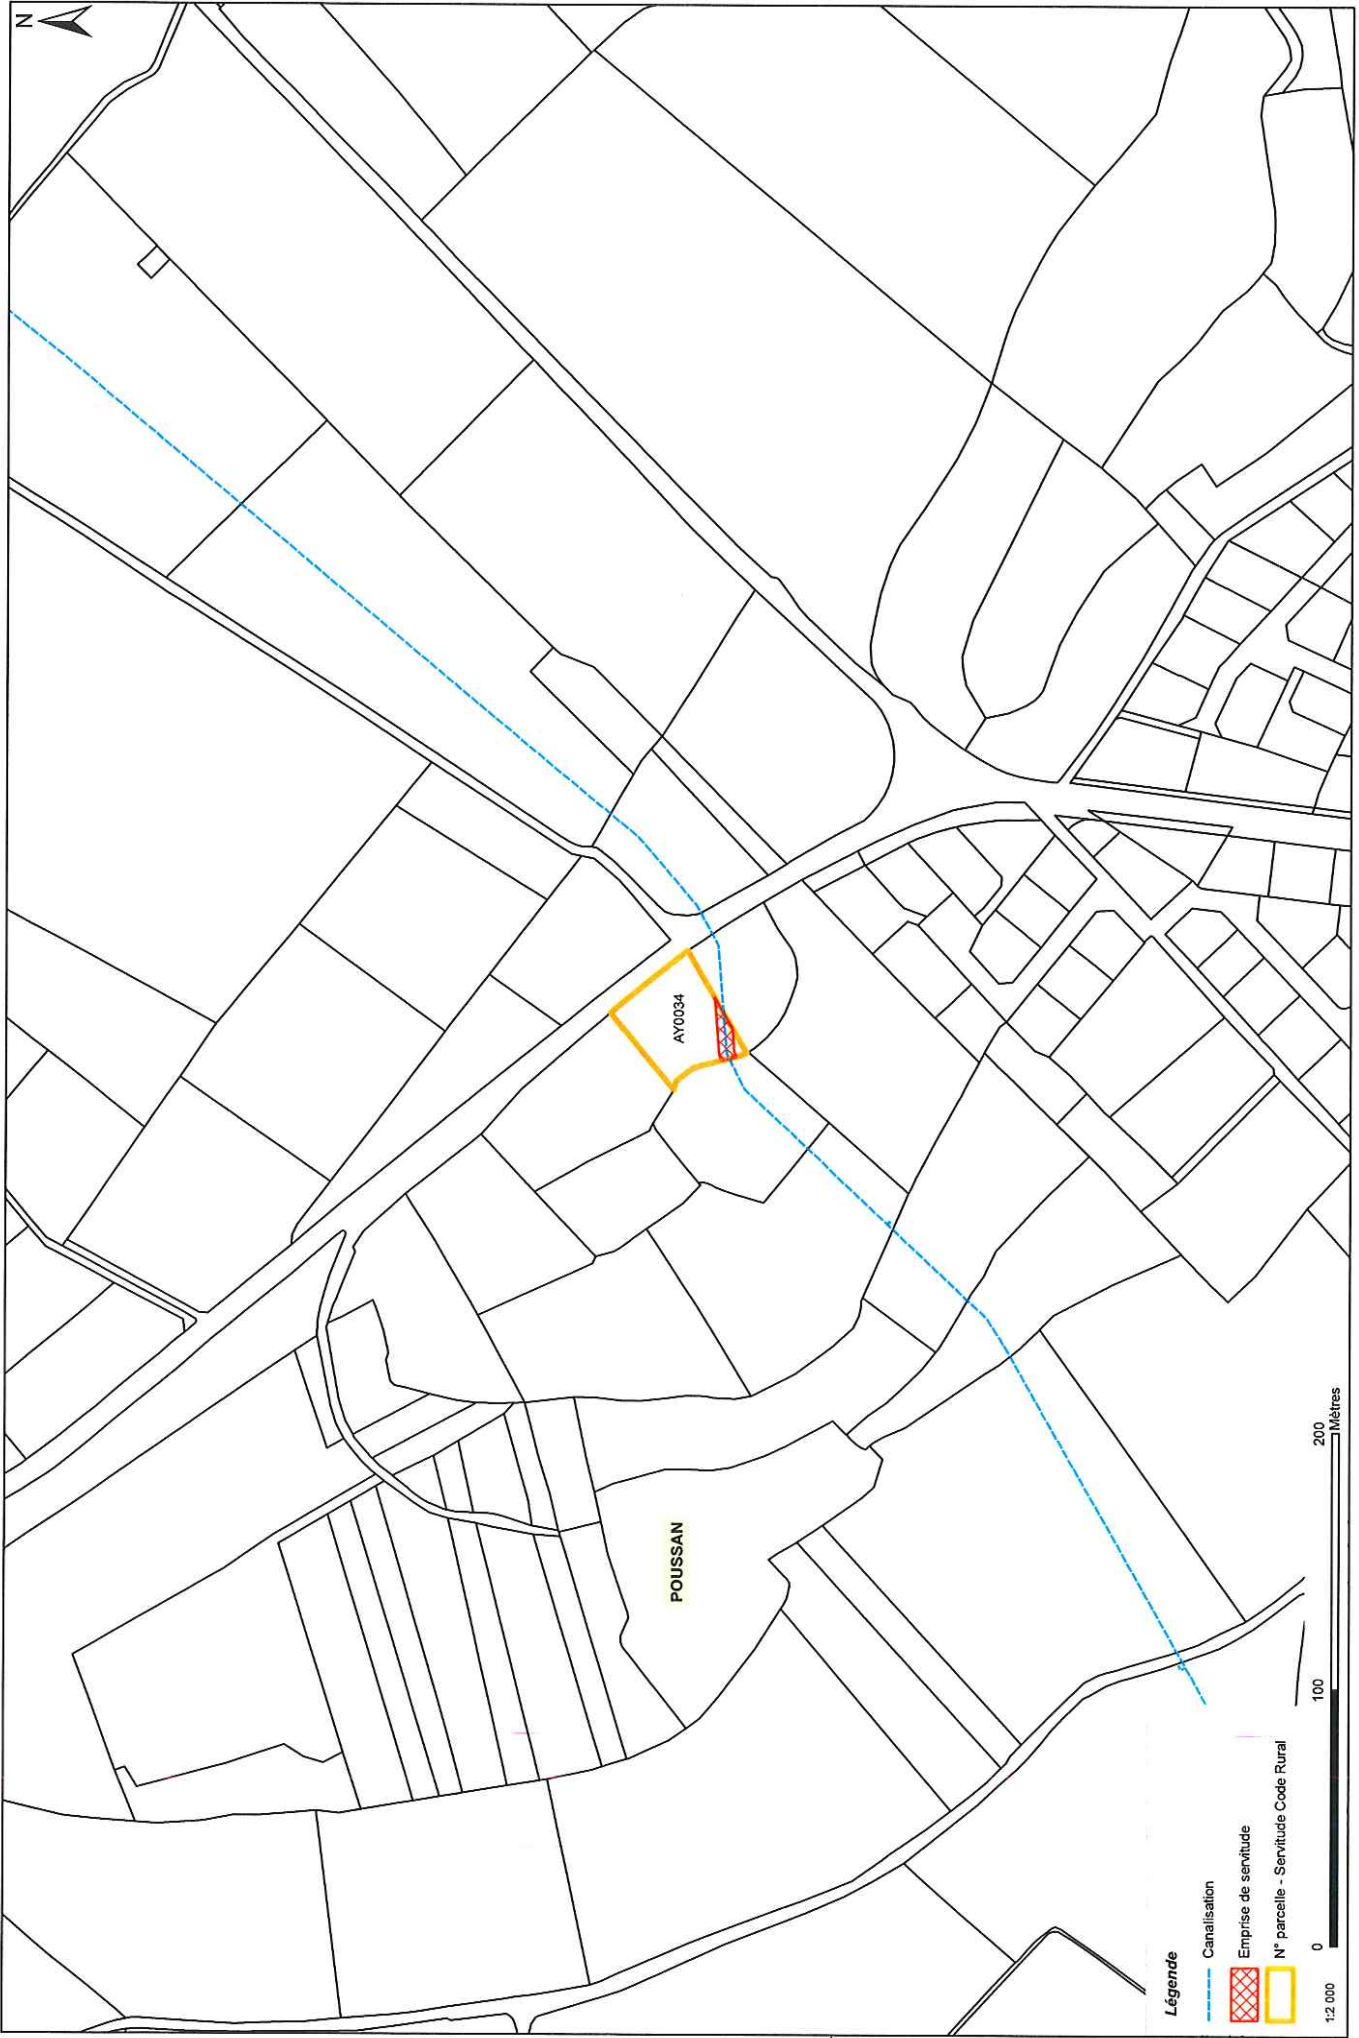 N
AY0034
POUSSAN
Légende
Canalisation
Emprise de servitude
N° parcelle - Servitude Code Rural
1:2 000
0 100 200
Mètres